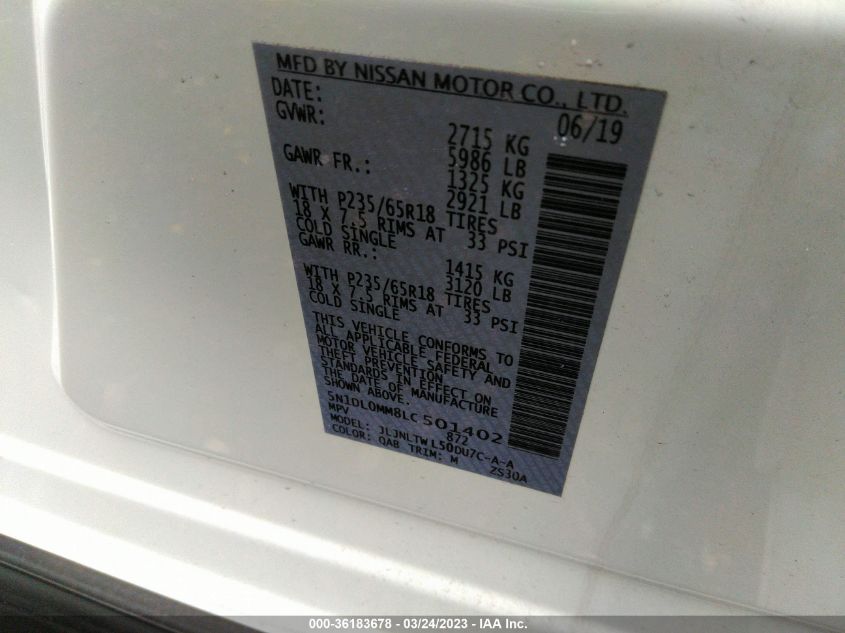 MFD BY NISSAN MOTOR CO., LTD.
DATE: 06/19
GVWR: 2715 KG
5986 LB
GAWR FR.: 1325 KG
2921 LB
WITH P235/65R18 TIRES
18 X 7.5 RIMS AT 33 PSI
COLD SINGLE
GAWR RR.: 1415 KG
3120 LB
WITH P235/65R18 TIRES
18 X 7.5 RIMS AT 33 PSI
COLD SINGLE
THIS VEHICLE CONFORMS TO
ALL APPLICABLE FEDERAL
MOTOR VEHICLE SAFETY AND
THEFT PREVENTION
STANDARDS IN EFFECT ON
THE DATE OF MANUFACTURE
SHOWN ABOVE.
5N1DL0MM8LC501402
MPV 872
MODEL: JLJNLTWL50DU7C-A-A
COLOR: QAB TRIM: M ZS30A
000-36183678 - 03/24/2023 - IAA Inc.